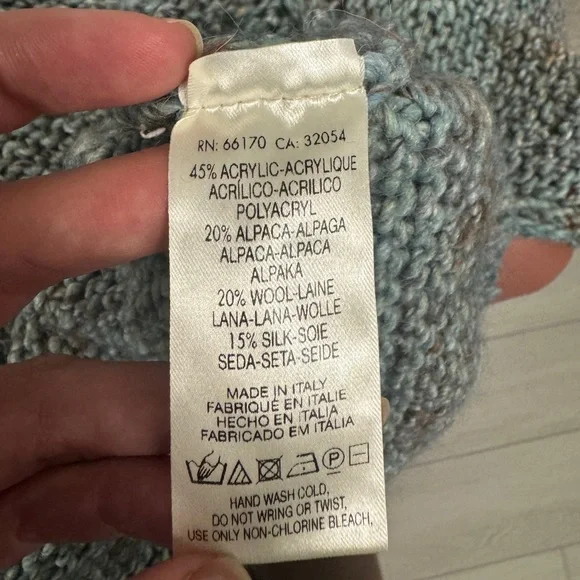 RN: 66170 CA: 32054
45% ACRYLIC-ACRYLIQUE
ACRÍLICO-ACRILICO
POLYACRYL
20% ALPACA-ALPAGA
ALPACA-ALPACA
ALPAKA
20% WOOL-LAINE
LANA-LANA-WOLLE
15% SILK-SOIE
SEDA-SETA-SEIDE
MADE IN ITALY
FABRIQUÉ EN ITALIE
HECHO EN ITALIA
FABRICADO EM ITÁLIA
P
HAND WASH COLD,
DO NOT WRING OR TWIST,
USE ONLY NON-CHLORINE BLEACH,